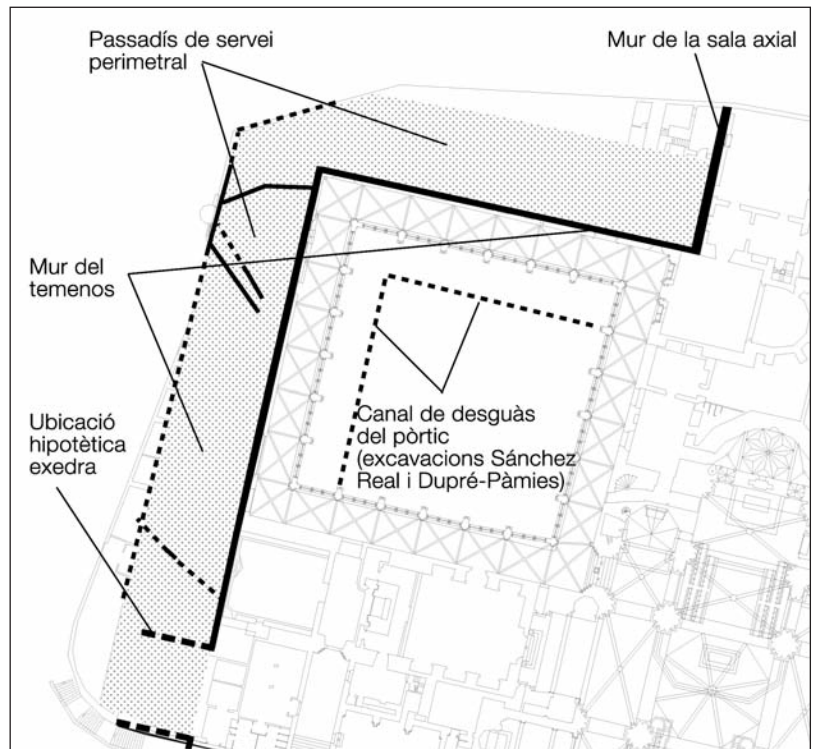 Passadís de servei
perimetral
Mur de la sala axial
Mur del
temenos
Ubicació
hipotètica
exedra
Canal de desguàs
del pòrtic
(excavacions Sánchez
Real i Dupré-Pàmies)